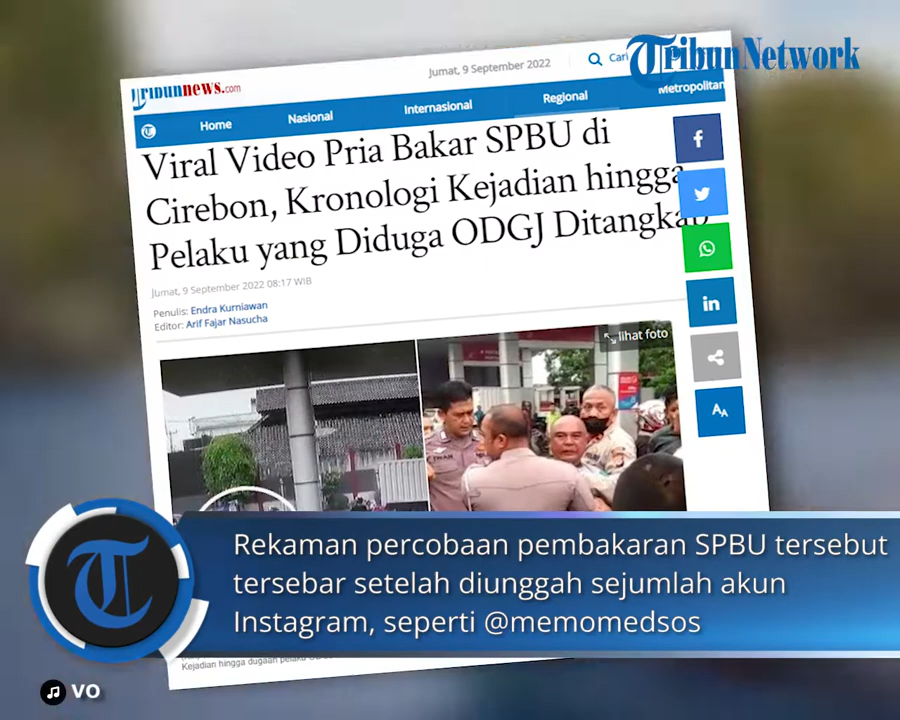 Tribun Network
Tribunnews.com
Jumat, 9 September 2022
Cari
Home
Nasional
Internasional
Regional
Metropolitan
Viral Video Pria Bakar SPBU di
Cirebon, Kronologi Kejadian hingga
Pelaku yang Diduga ODGJ Ditangkap
Jumat, 9 September 2022 08:17 WIB
Penulis: Endra Kurniawan
Editor: Arif Fajar Nasucha
lihat foto
Rekaman percobaan pembakaran SPBU tersebut
tersebar setelah diunggah sejumlah akun
Instagram, seperti @memomedsos
Kejadian hingga dugaan pelaku
VO